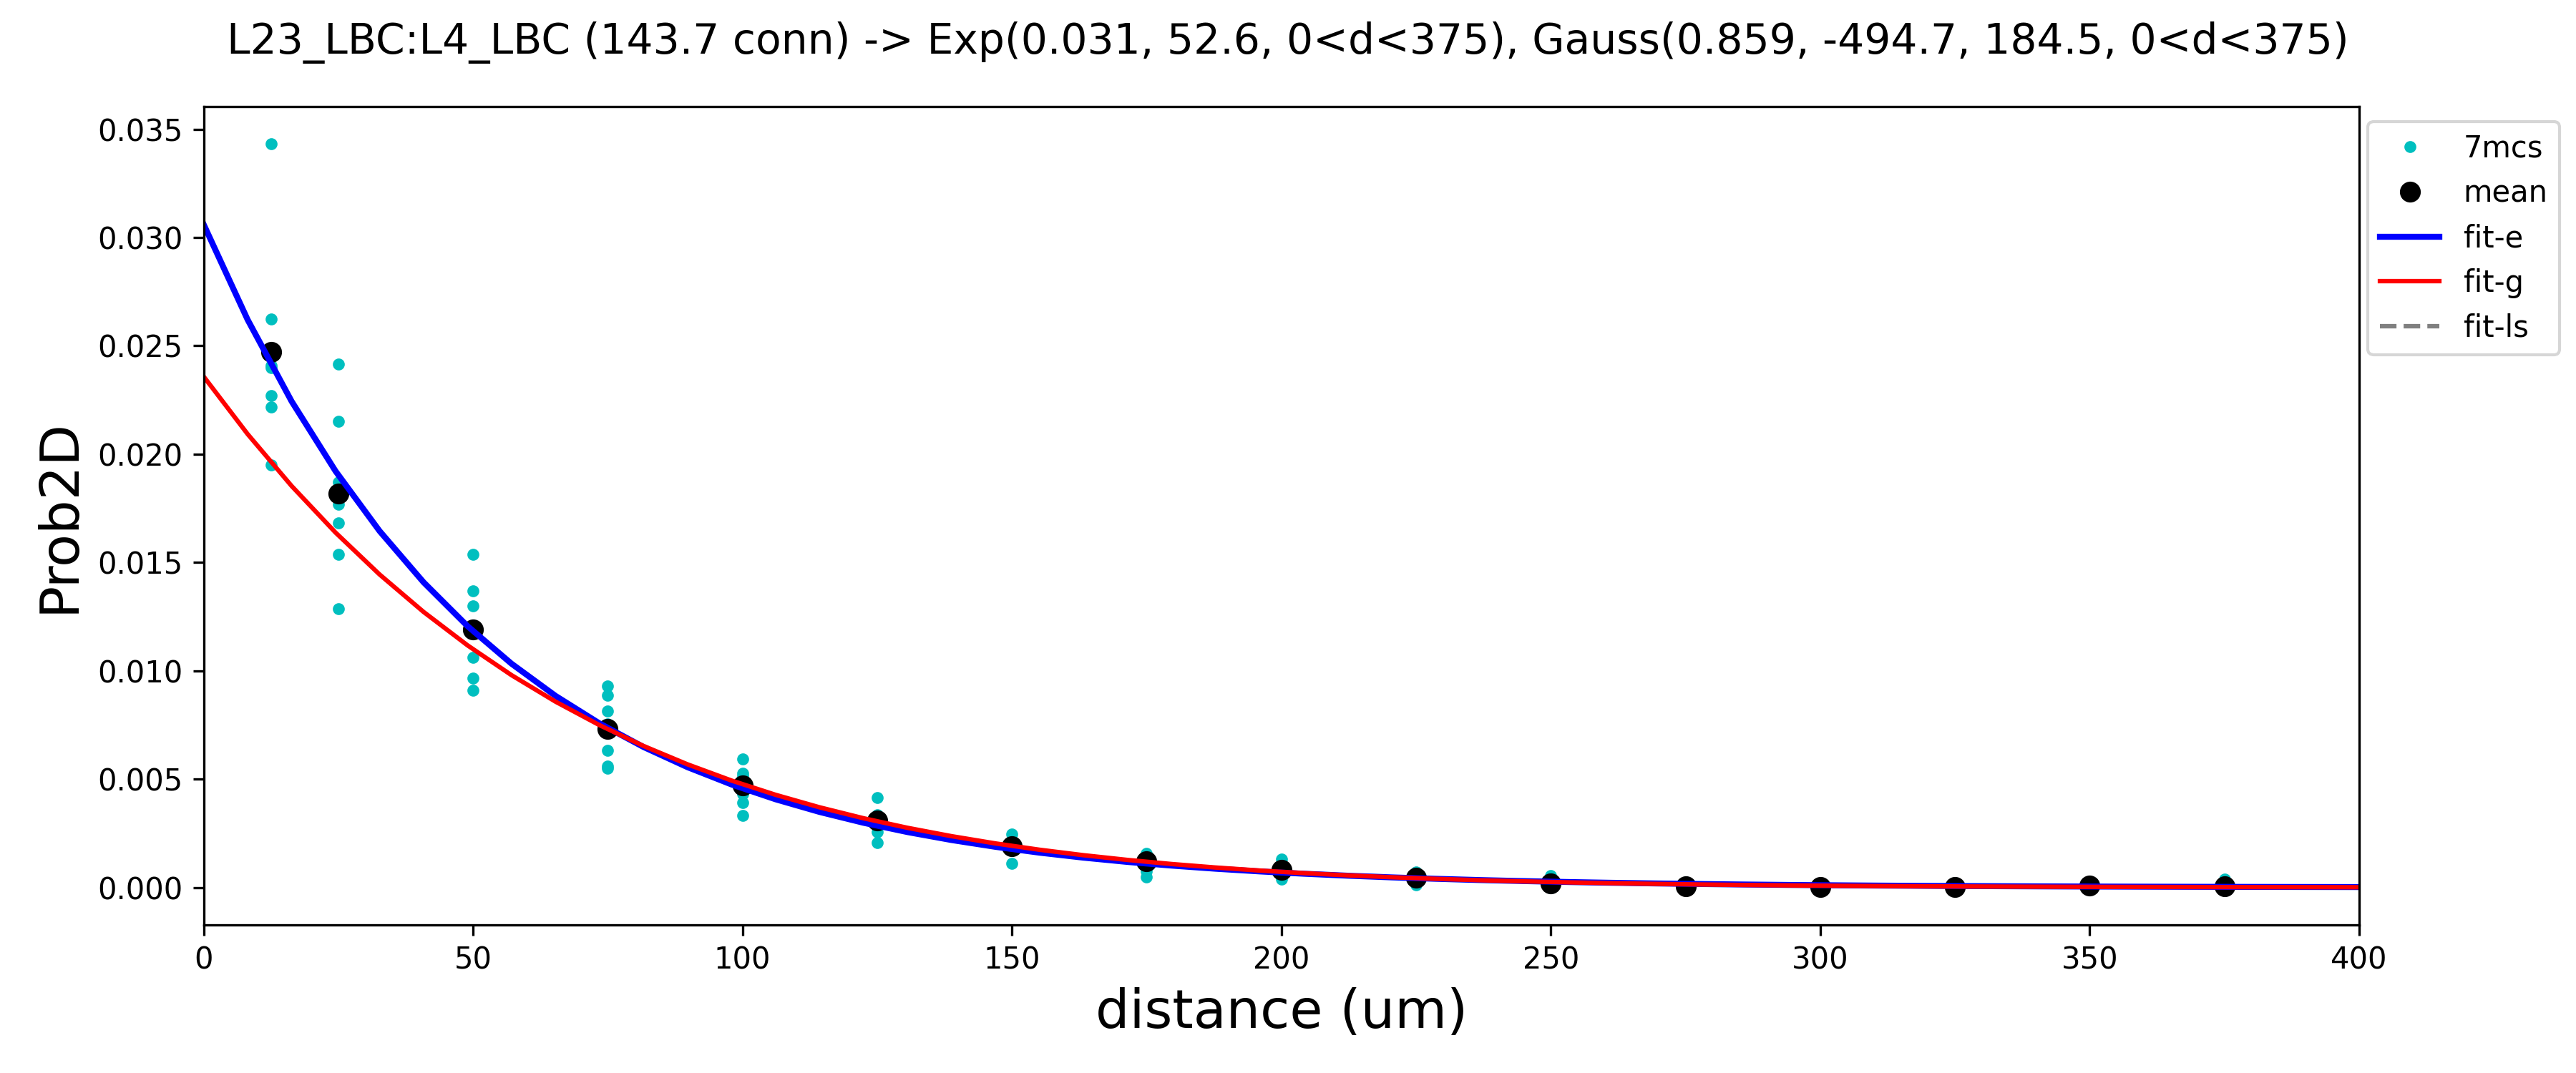 L23_LBC:L4_LBC (143.7 conn) -> Exp(0.031, 52.6, 0<d<375), Gauss(0.859, -494.7, 184.5, 0<d<375)
0.035
0.030
0.025
0.020
0.015
0.010
0.005
0.000
Prob2D
0 50 100 150 200 250 300 350 400
distance (um)
7mcs
mean
fit-e
fit-g
fit-ls